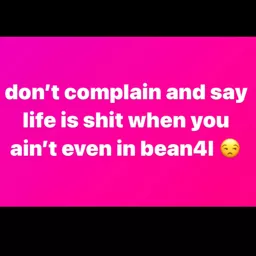 don’t complain and say
life is shit when you
ain’t even in bean4l 😒